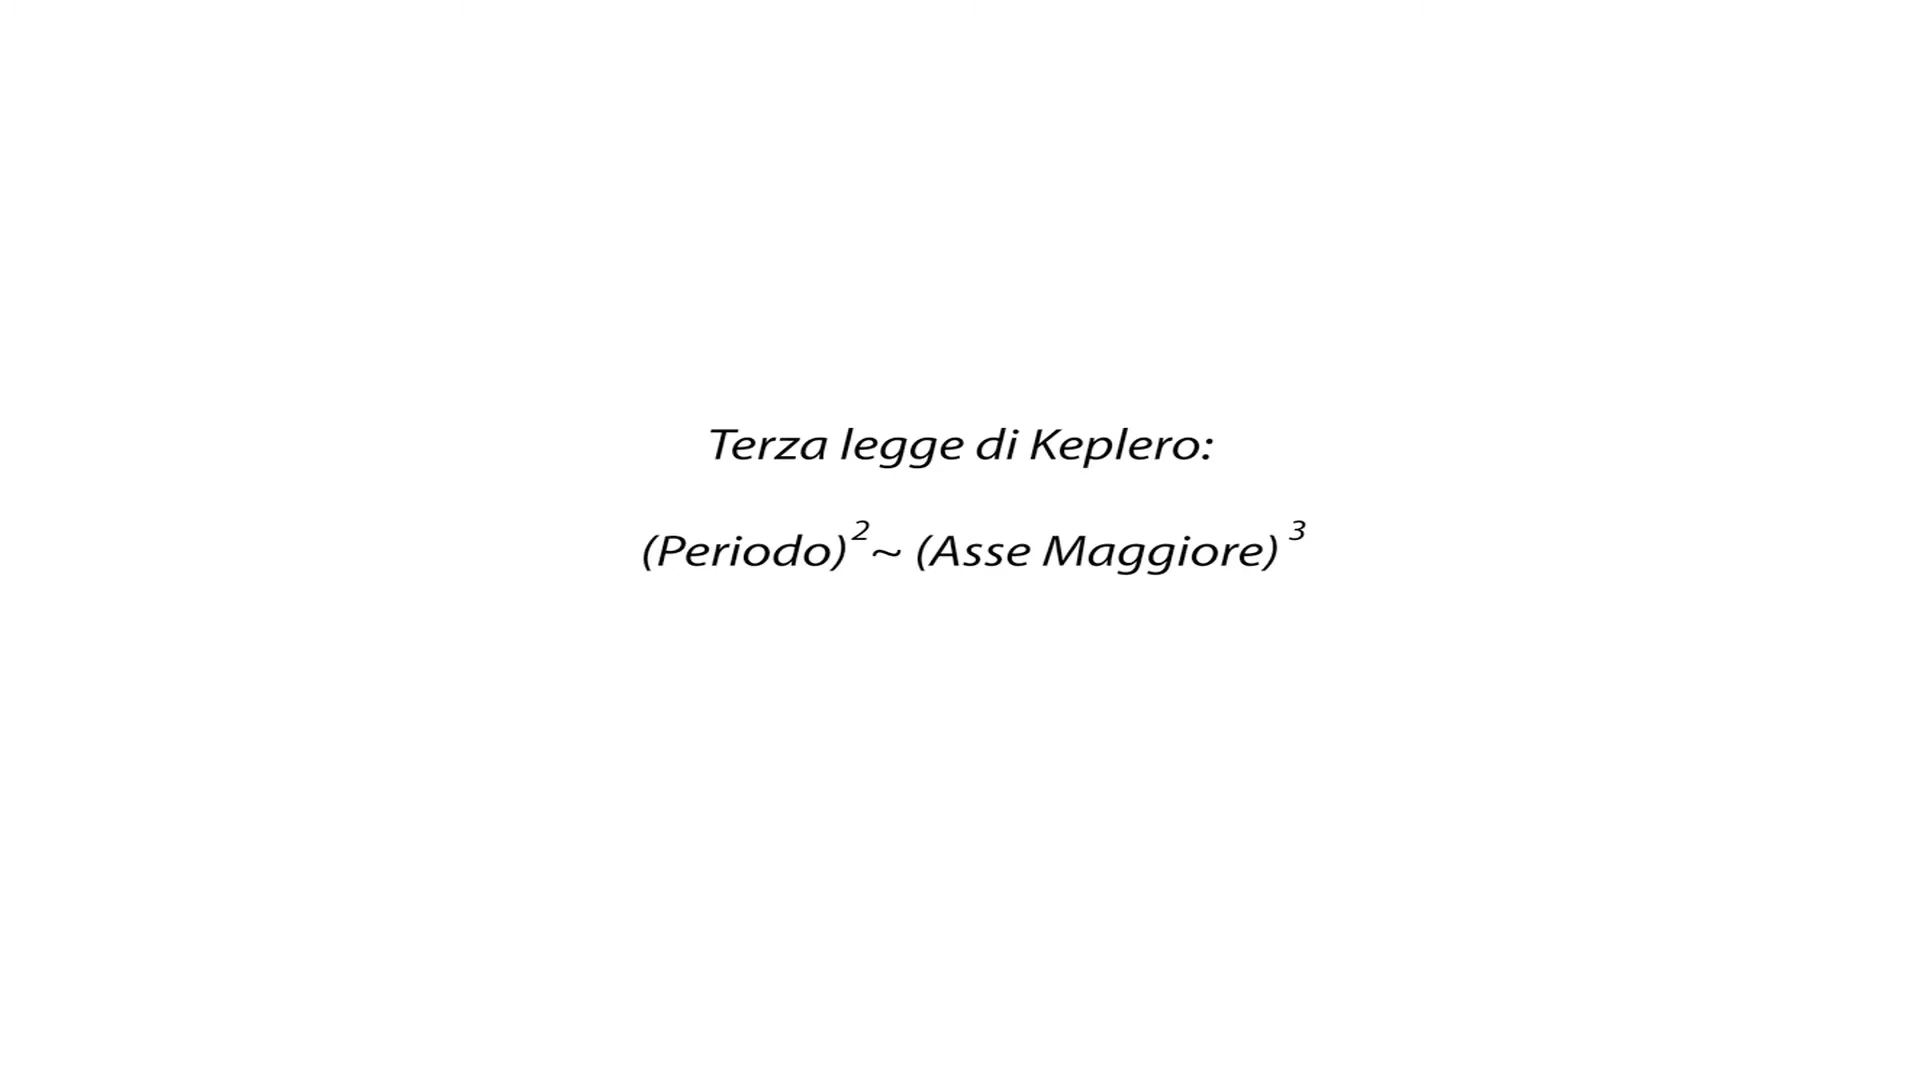 Terza legge di Keplero:
(Periodo)² ~ (Asse Maggiore)³